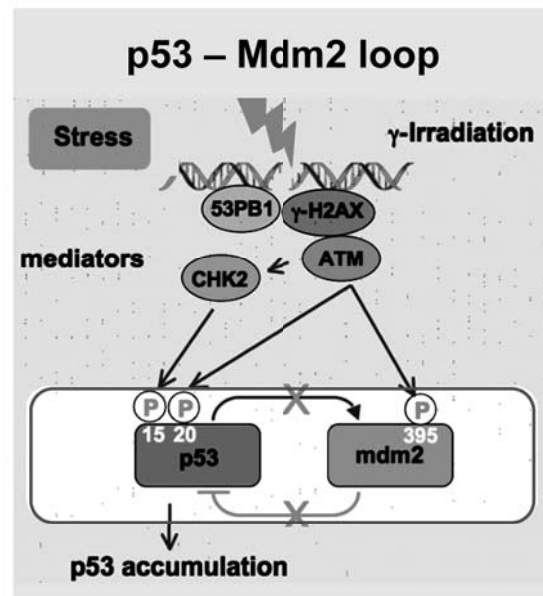 p53 – Mdm2 loop
Stress
γ-Irradiation
53PB1
γ-H2AX
mediators
CHK2
ATM
P
P
X
P
15
20
395
p53
mdm2
X
p53 accumulation